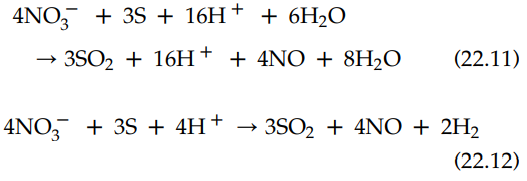 4NO₃⁻ + 3S + 16H⁺ + 6H₂O
→ 3SO₂ + 16H⁺ + 4NO + 8H₂O (22.11)
4NO₃⁻ + 3S + 4H⁺ → 3SO₂ + 4NO + 2H₂
(22.12)